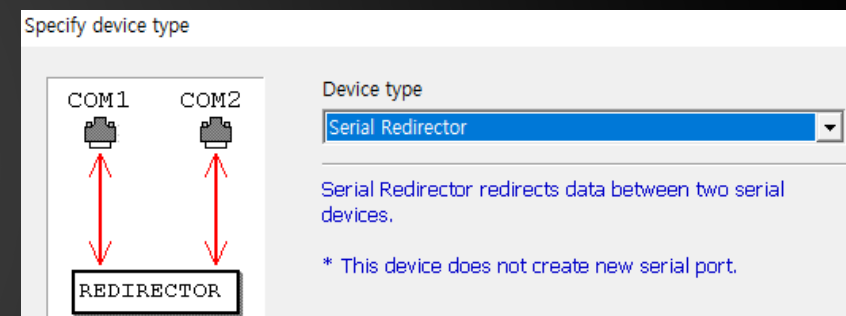 Specify device type
COM1 COM2
REDIRECTOR
Device type
Serial Redirector
Serial Redirector redirects data between two serial
devices.
* This device does not create new serial port.